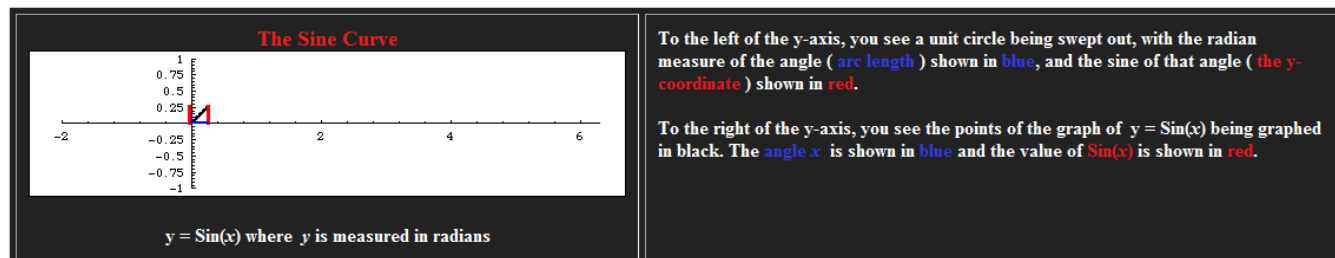 The Sine Curve
1
0.75
0.5
0.25
-2 2 4 6
-0.25
-0.5
-0.75
-1
y = Sin(x) where y is measured in radians
To the left of the y-axis, you see a unit circle being swept out, with the radian
measure of the angle ( arc length ) shown in blue, and the sine of that angle ( the y-
coordinate ) shown in red.
To the right of the y-axis, you see the points of the graph of y = Sin(x) being graphed
in black. The angle x is shown in blue and the value of Sin(x) is shown in red.